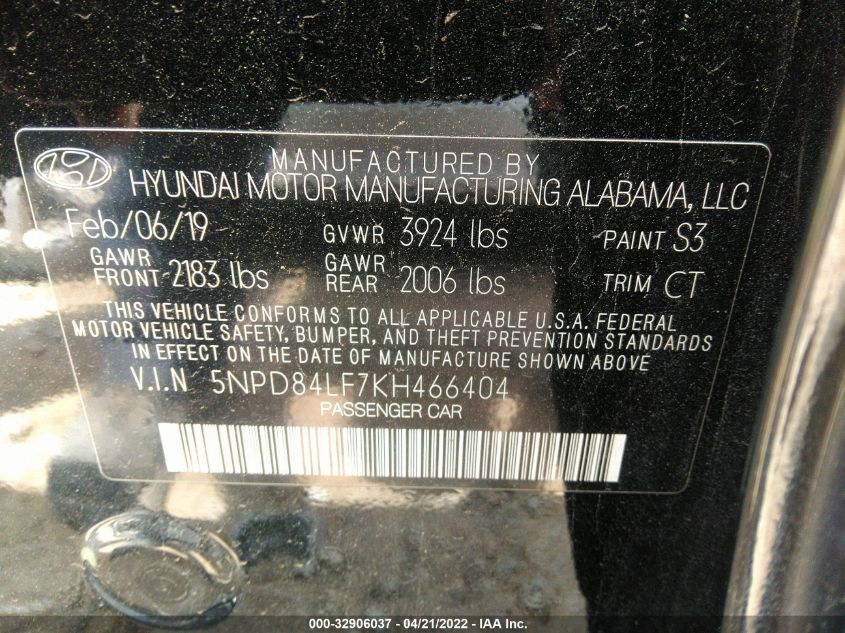 MANUFACTURED BY
HYUNDAI MOTOR MANUFACTURING ALABAMA, LLC
Feb/06/19 GVWR 3924 lbs PAINT S3
GAWR FRONT 2183 lbs GAWR REAR 2006 lbs TRIM CT
THIS VEHICLE CONFORMS TO ALL APPLICABLE U.S.A. FEDERAL
MOTOR VEHICLE SAFETY, BUMPER, AND THEFT PREVENTION STANDARDS
IN EFFECT ON THE DATE OF MANUFACTURE SHOWN ABOVE
V.I.N 5NPD84LF7KH466404
PASSENGER CAR
000-32906037 - 04/21/2022 - IAA Inc.